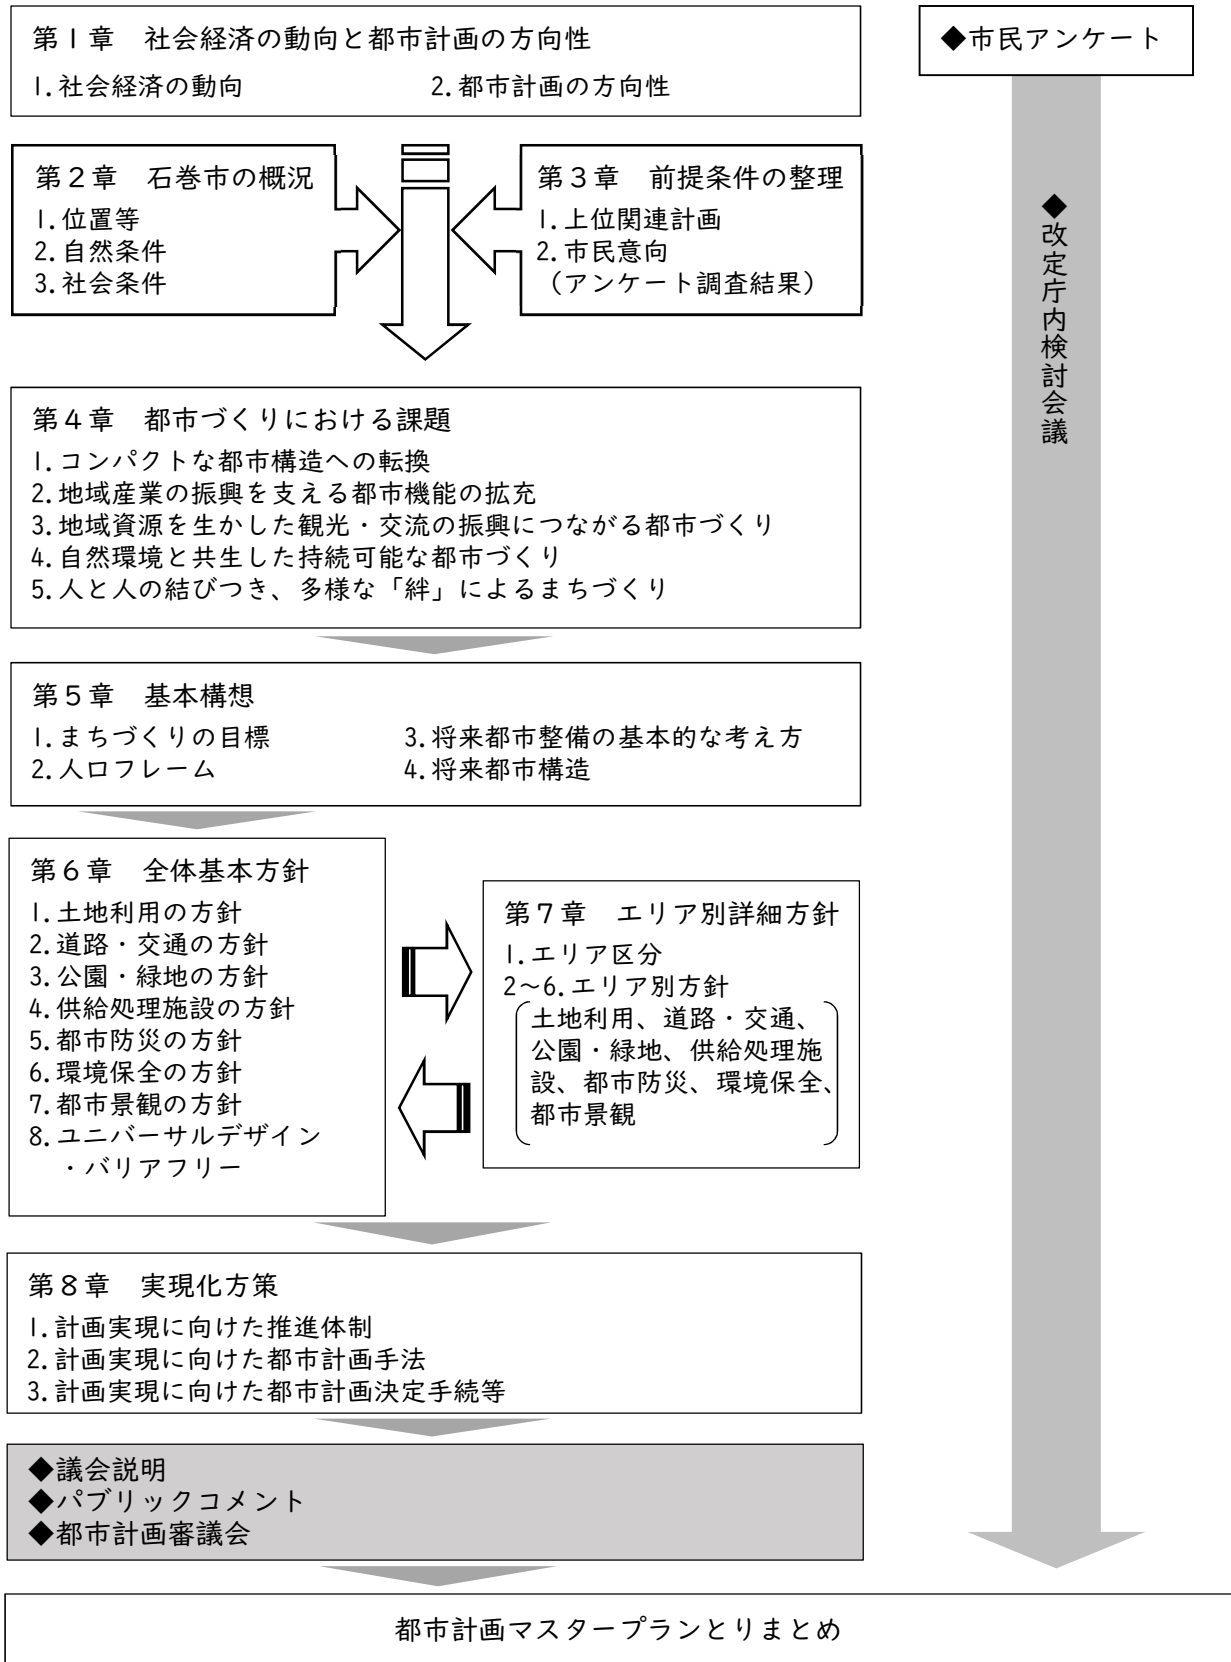 第1章　社会経済の動向と都市計画の方向性
1.社会経済の動向　2.都市計画の方向性
◆市民アンケート
第2章　石巻市の概況
1.位置等
2.自然条件
3.社会条件
第3章　前提条件の整理
1.上位関連計画
2.市民意向
（アンケート調査結果）
◆改定庁内検討会議
第4章　都市づくりにおける課題
1.コンパクトな都市構造への転換
2.地域産業の振興を支える都市機能の拡充
3.地域資源を生かした観光・交流の振興につながる都市づくり
4.自然環境と共生した持続可能な都市づくり
5.人と人の結びつき、多様な「絆」によるまちづくり
第5章　基本構想
1.まちづくりの目標　3.将来都市整備の基本的な考え方
2.人口フレーム　4.将来都市構造
第6章　全体基本方針
1.土地利用の方針
2.道路・交通の方針
3.公園・緑地の方針
4.供給処理施設の方針
5.都市防災の方針
6.環境保全の方針
7.都市景観の方針
8.ユニバーサルデザイン
・バリアフリー
第7章　エリア別詳細方針
1.エリア区分
2～6.エリア別方針
土地利用、道路・交通、
公園・緑地、供給処理施
設、都市防災、環境保全、
都市景観
第8章　実現化方策
1.計画実現に向けた推進体制
2.計画実現に向けた都市計画手法
3.計画実現に向けた都市計画決定手続等
◆議会説明
◆パブリックコメント
◆都市計画審議会
都市計画マスタープランとりまとめ